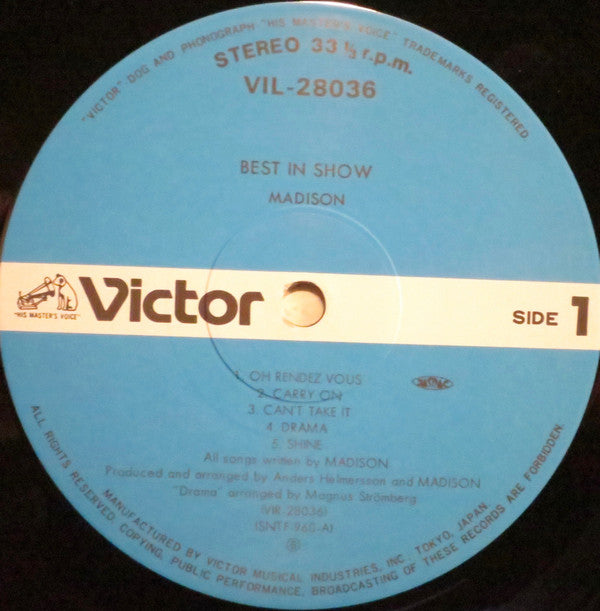 "VICTOR" DOG AND PHONOGRAPH "HIS MASTER'S VOICE" TRADEMARKS REGISTERED.
STEREO 33 ⅓ r.p.m.
VIL-28036
BEST IN SHOW
MADISON
"HIS MASTER'S VOICE"
Victor
SIDE 1
1. OH RENDEZ VOUS
2. CARRY ON
3. CAN'T TAKE IT
4. DRAMA
5. SHINE
All songs written by MADISON
Produced and arranged by Anders Helmersson and MADISON
"Drama" arranged by Magnus Strömberg
(VIR-28036)
(SNTF-960-A)
ALL RIGHTS RESERVED. COPYING, PUBLIC PERFORMANCE, BROADCASTING OF THESE RECORDS ARE FORBIDDEN.
MANUFACTURED BY VICTOR MUSICAL INDUSTRIES, INC., TOKYO, JAPAN